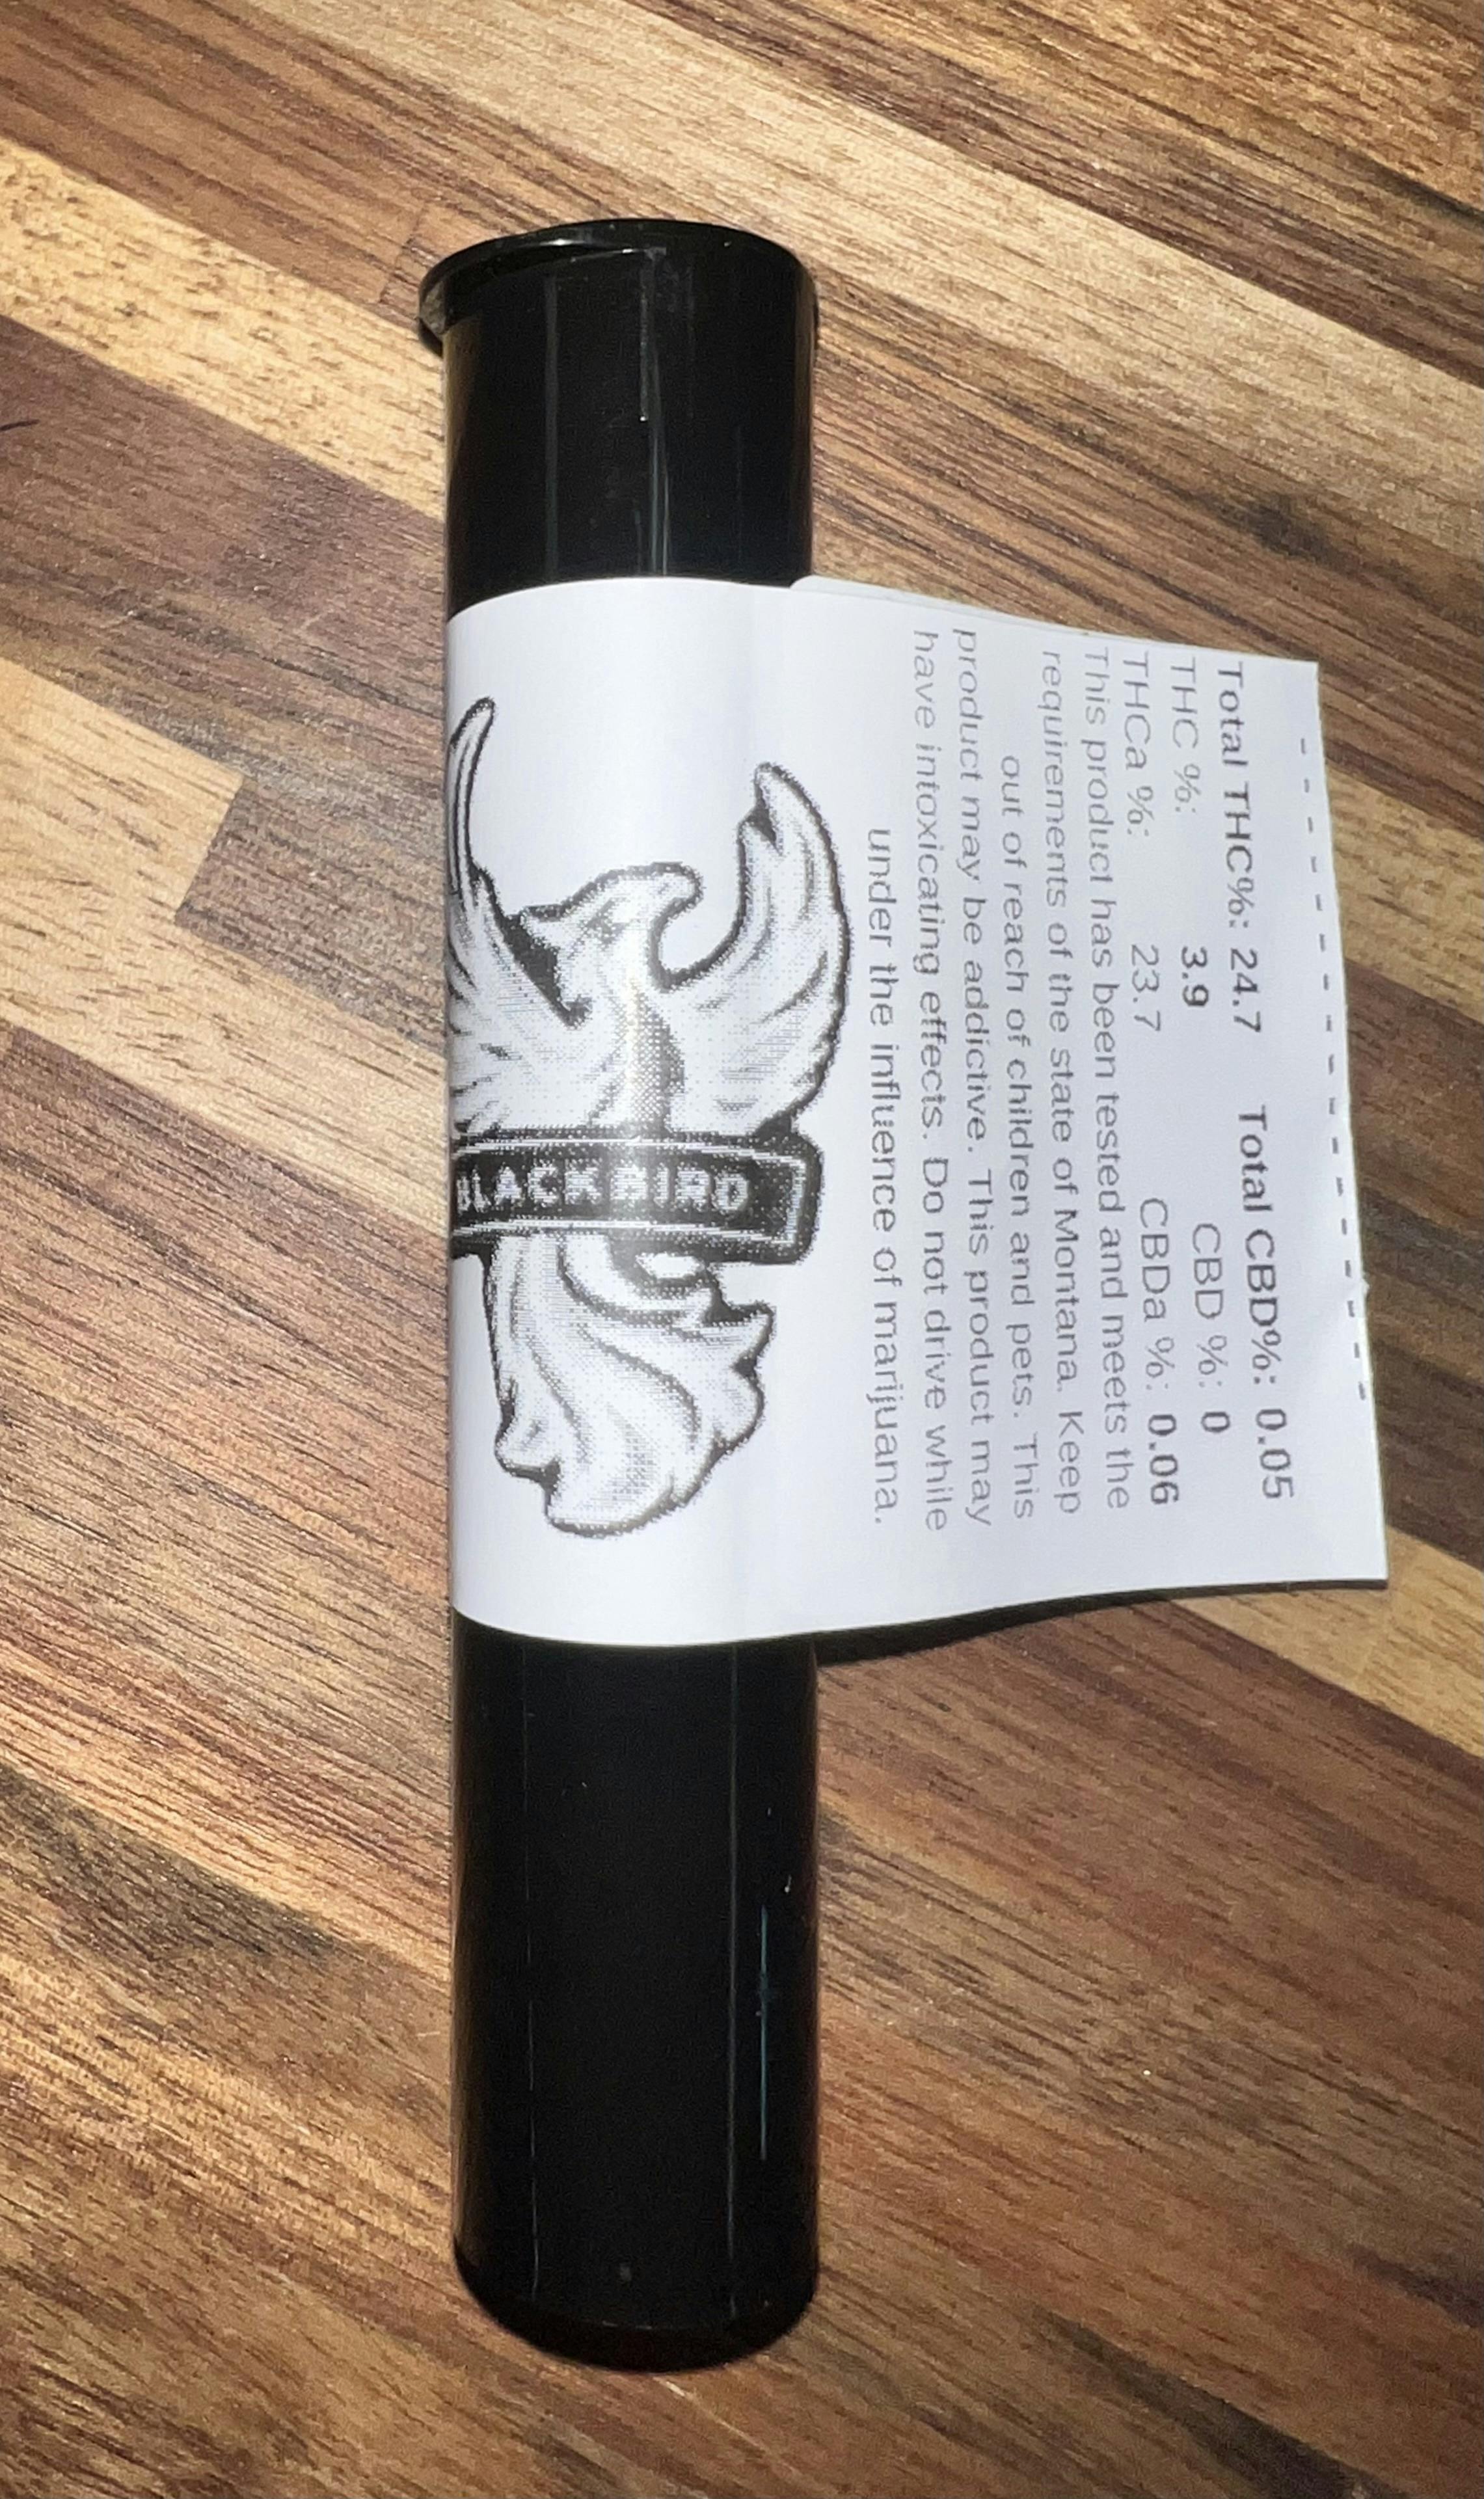 Total THC%: 24.7 Total CBD%: 0.05
THC %: 3.9 CBD %: 0
THCa %: 23.7 CBDa %: 0.06
This product has been tested and meets the
requirements of the state of Montana. Keep
out of reach of children and pets. This
product may be addictive. This product may
have intoxicating effects. Do not drive while
under the influence of marijuana.
BLACKBIRD